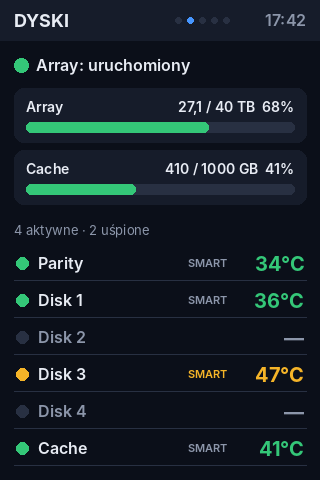 DYSKI 17:42
Array: uruchomiony
Array 27,1 / 40 TB 68%
Cache 410 / 1000 GB 41%
4 aktywne · 2 uśpione
Parity SMART 34°C
Disk 1 SMART 36°C
Disk 2 —
Disk 3 SMART 47°C
Disk 4 —
Cache SMART 41°C